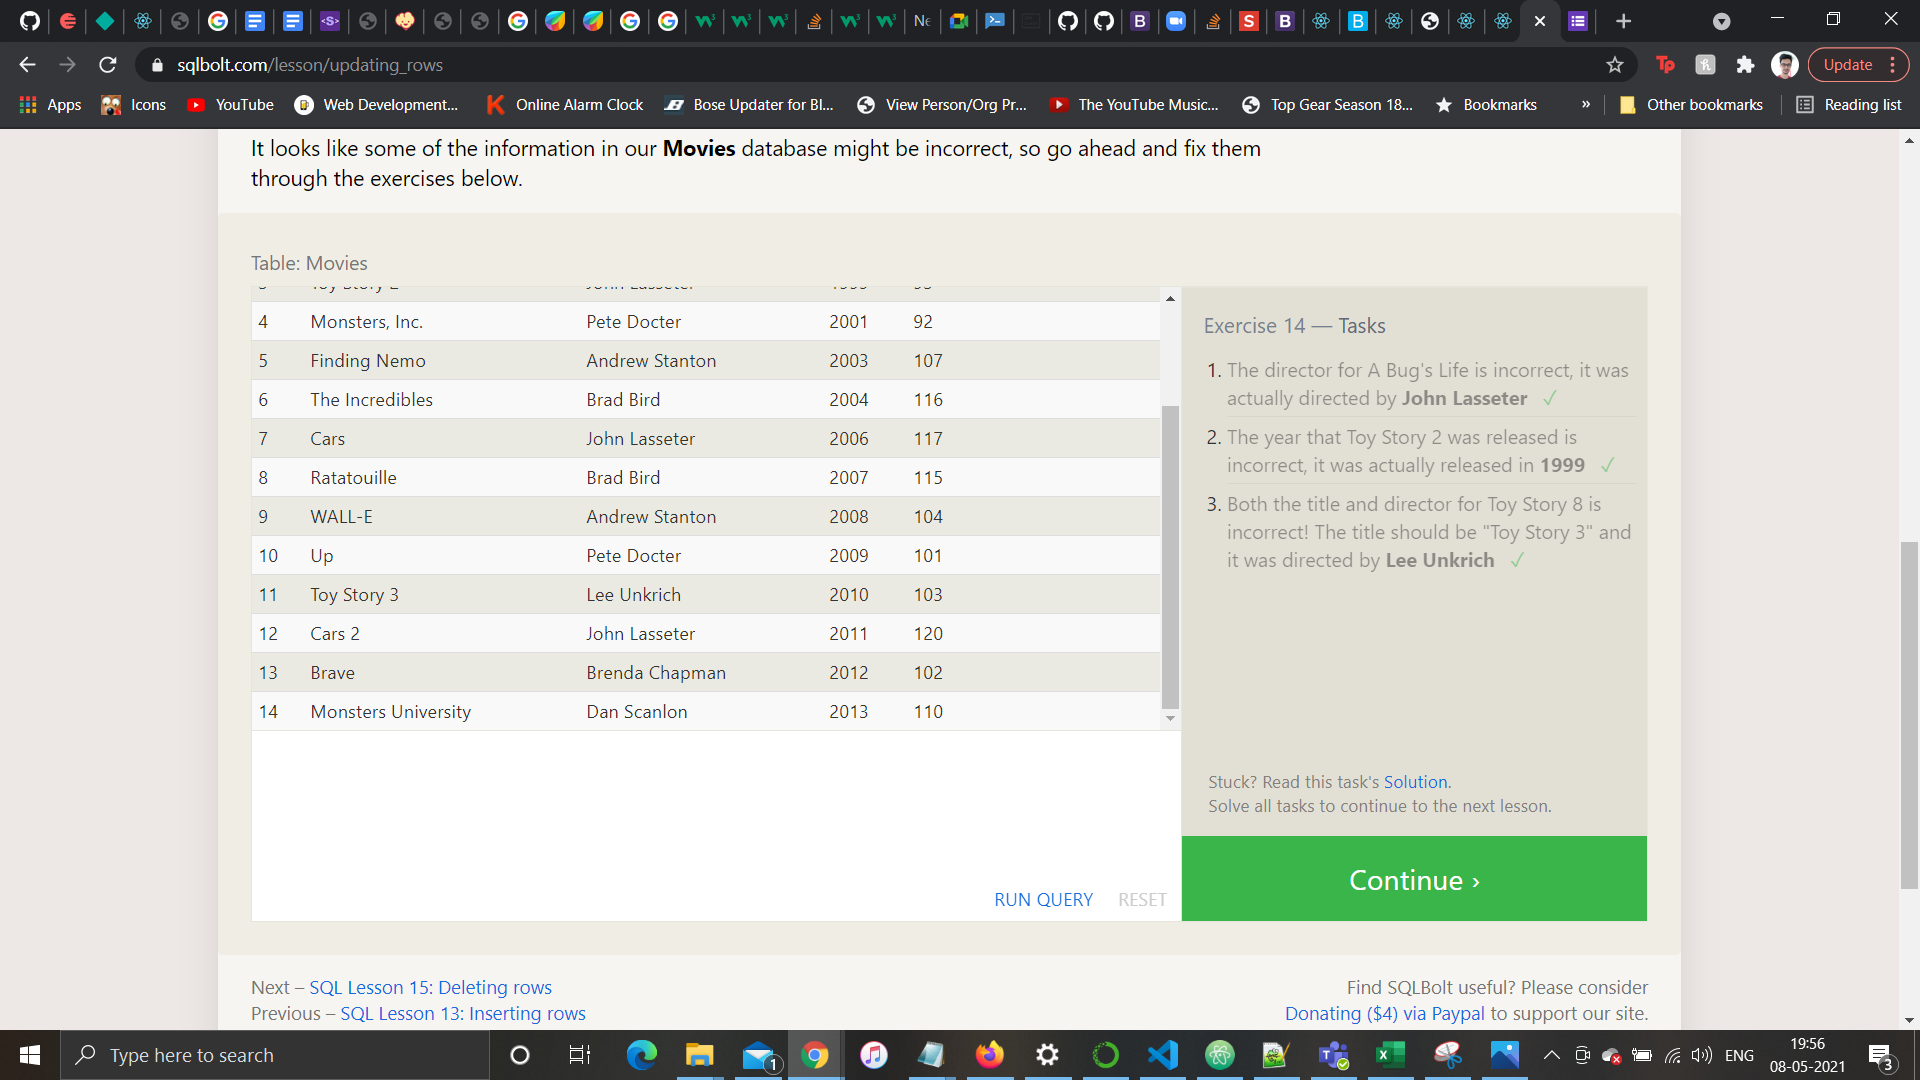 sqlbolt.com/lesson/updating_rows
Update
Apps
Icons
YouTube
Web Development...
Online Alarm Clock
Bose Updater for Bl...
View Person/Org Pr...
The YouTube Music...
Top Gear Season 18...
Bookmarks
»
Other bookmarks
Reading list
It looks like some of the information in our Movies database might be incorrect, so go ahead and fix them
through the exercises below.
Table: Movies
4 Monsters, Inc. Pete Docter 2001 92
5 Finding Nemo Andrew Stanton 2003 107
6 The Incredibles Brad Bird 2004 116
7 Cars John Lasseter 2006 117
8 Ratatouille Brad Bird 2007 115
9 WALL-E Andrew Stanton 2008 104
10 Up Pete Docter 2009 101
11 Toy Story 3 Lee Unkrich 2010 103
12 Cars 2 John Lasseter 2011 120
13 Brave Brenda Chapman 2012 102
14 Monsters University Dan Scanlon 2013 110
RUN QUERY RESET
Exercise 14 — Tasks
1. The director for A Bug's Life is incorrect, it was
actually directed by John Lasseter ✓
2. The year that Toy Story 2 was released is
incorrect, it was actually released in 1999 ✓
3. Both the title and director for Toy Story 8 is
incorrect! The title should be "Toy Story 3" and
it was directed by Lee Unkrich ✓
Stuck? Read this task's Solution.
Solve all tasks to continue to the next lesson.
Continue ›
Next – SQL Lesson 15: Deleting rows
Previous – SQL Lesson 13: Inserting rows
Find SQLBolt useful? Please consider
Donating ($4) via Paypal to support our site.
Type here to search
1
ENG
19:56
08-05-2021
3